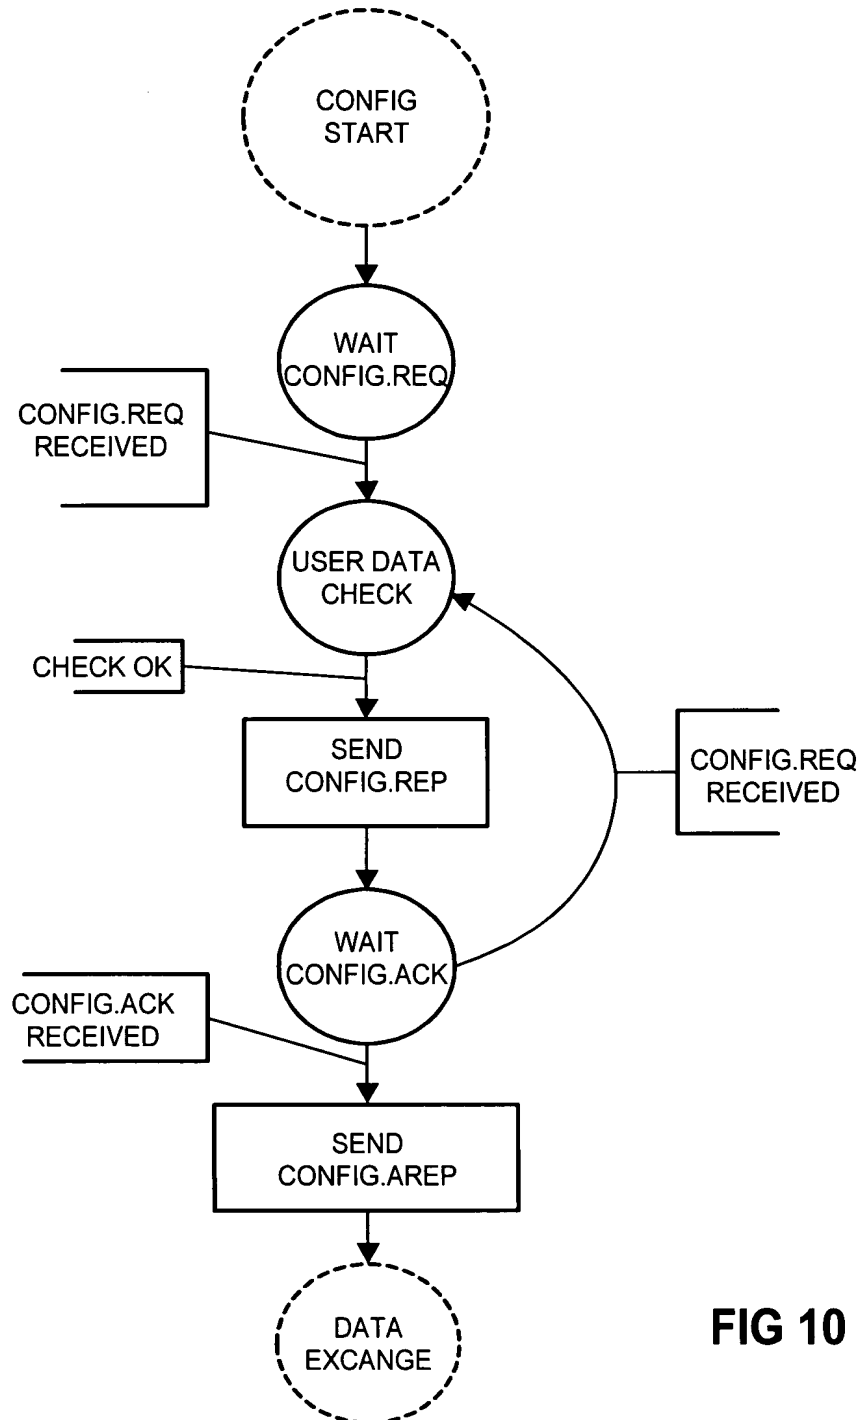 CONFIG
START
WAIT
CONFIG.REQ
CONFIG.REQ
RECEIVED
USER DATA
CHECK
CHECK OK
SEND
CONFIG.REP
CONFIG.REQ
RECEIVED
WAIT
CONFIG.ACK
CONFIG.ACK
RECEIVED
SEND
CONFIG.AREP
DATA
EXCANGE
FIG 10